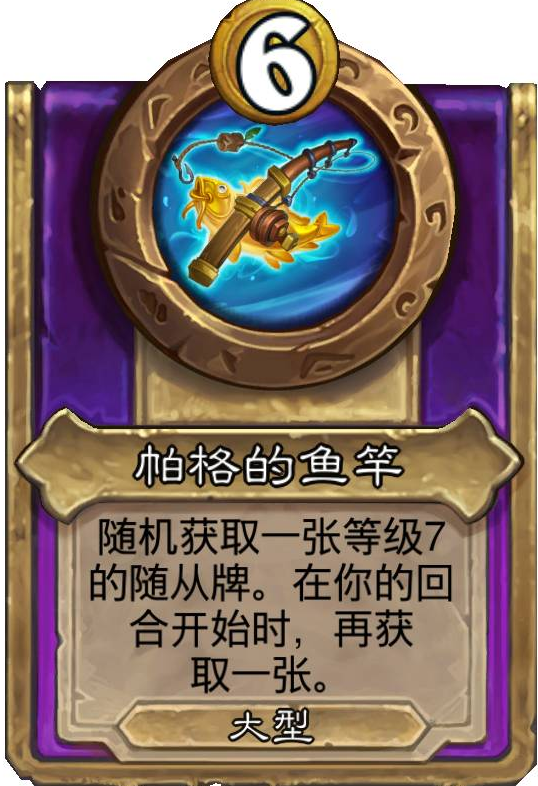 6
帕格的鱼竿
随机获取一张等级7
的随从牌。在你的回
合开始时，再获
取一张。
大型